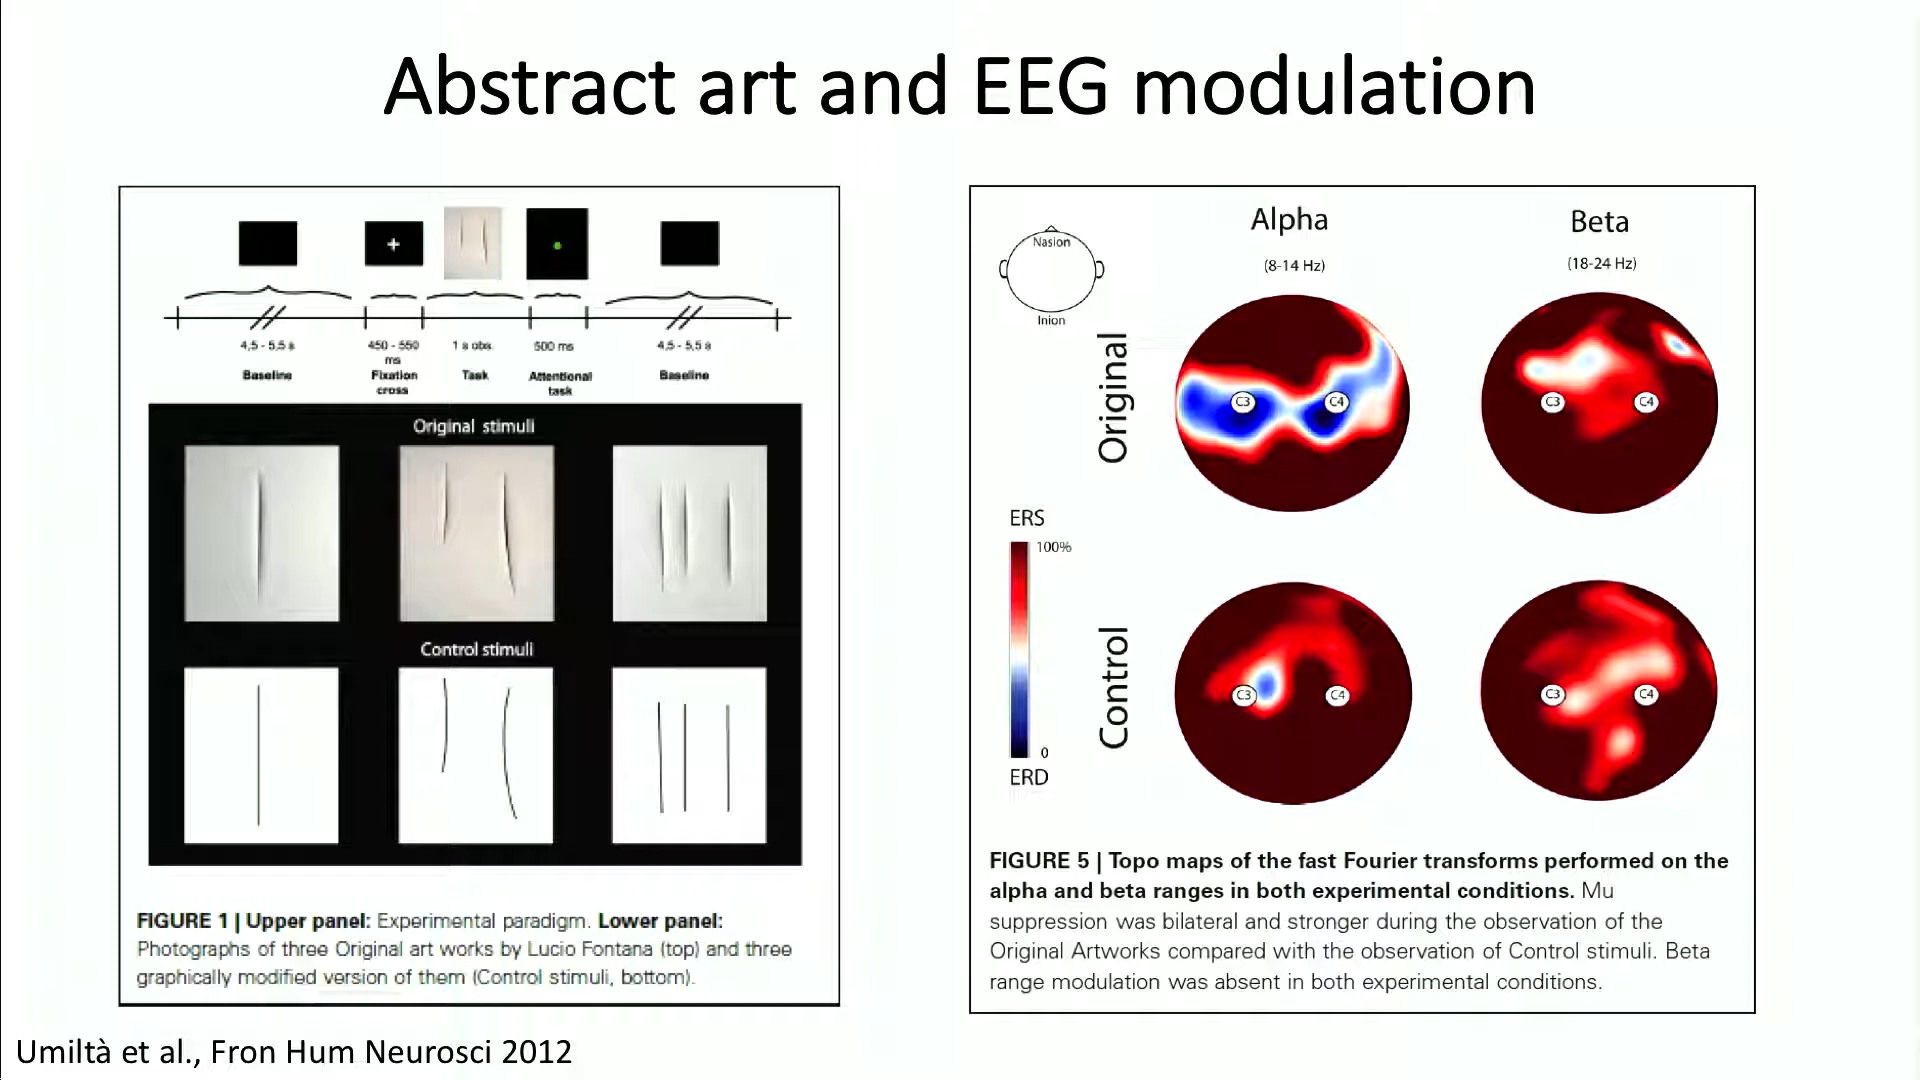 Abstract art and EEG modulation
4,5 - 5,5 s
450 - 550
ms
1 s obs.
500 ms
4,5 - 5,5 s
Baseline
Fixation
cross
Task
Attentional
task
Baseline
Original stimuli
Control stimuli
FIGURE 1 | Upper panel: Experimental paradigm. Lower panel:
Photographs of three Original art works by Lucio Fontana (top) and three
graphically modified version of them (Control stimuli, bottom).
Nasion
Inion
Alpha
(8-14 Hz)
Beta
(18-24 Hz)
Original
C3
C4
C3
C4
ERS
100%
0
ERD
Control
C3
C4
C3
C4
FIGURE 5 | Topo maps of the fast Fourier transforms performed on the
alpha and beta ranges in both experimental conditions. Mu
suppression was bilateral and stronger during the observation of the
Original Artworks compared with the observation of Control stimuli. Beta
range modulation was absent in both experimental conditions.
Umiltà et al., Fron Hum Neurosci 2012